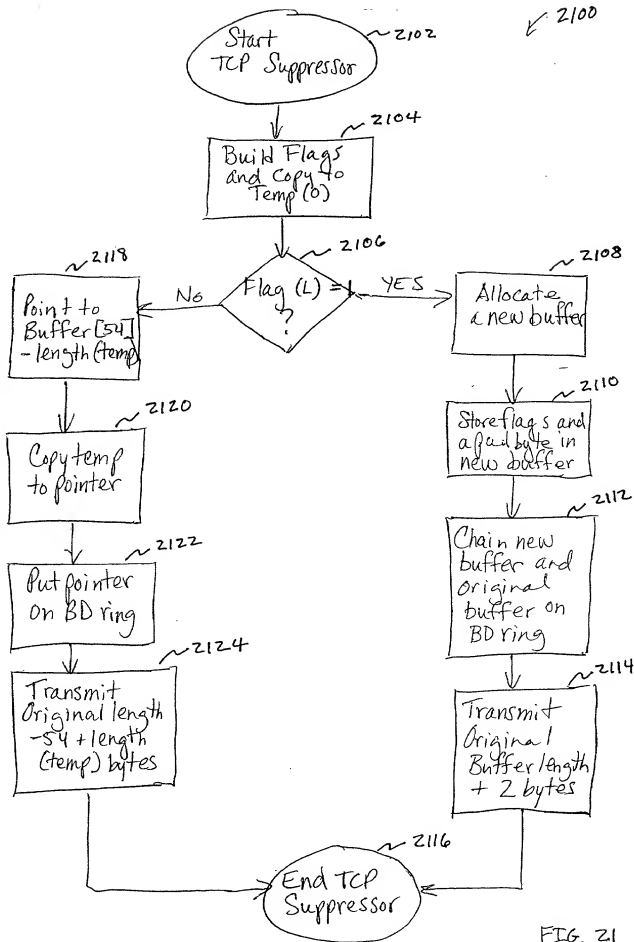 2100
2102
Start
TCP Suppressor
2104
Build Flags
and Copy to
Temp (0)
2106
Flag (L) = 1
?
NO
YES
2118
Point to
Buffer [54]
- length (temp)
2120
Copy temp
to pointer
2122
Put pointer
on BD ring
2124
Transmit
Original length
-54 + length
(temp) bytes
2108
Allocate
a new buffer
2110
Store flags and
a pad byte in
new buffer
2112
Chain new
buffer and
original
buffer on
BD ring
2114
Transmit
Original
Buffer length
+ 2 bytes
2116
End TCP
Suppressor
FIG. 21